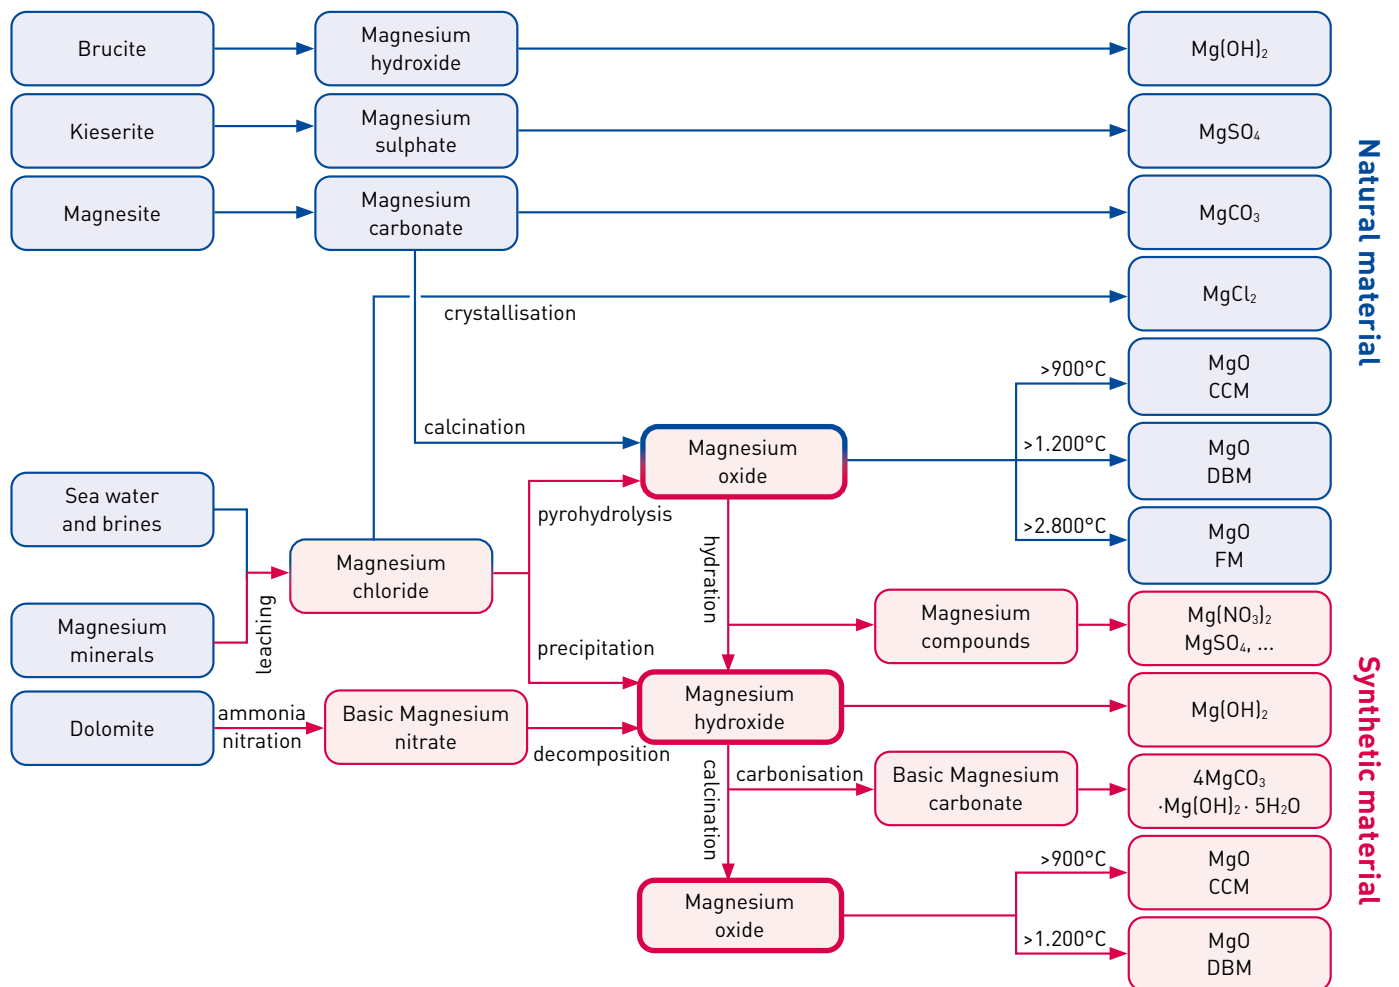 Brucite
Magnesium
hydroxide
Mg(OH)₂
Kieserite
Magnesium
sulphate
MgSO₄
Magnesite
Magnesium
carbonate
MgCO₃
MgCl₂
crystallisation
Natural material
>900°C
MgO
CCM
calcination
Magnesium
oxide
>1.200°C
MgO
DBM
Sea water
and brines
pyrohydrolysis
>2.800°C
MgO
FM
Magnesium
chloride
hydration
leaching
Magnesium
minerals
Magnesium
compounds
Mg(NO₃)₂
MgSO₄, ...
precipitation
Magnesium
hydroxide
Mg(OH)₂
Dolomite
ammonia
nitration
Basic Magnesium
nitrate
decomposition
calcination
carbonisation
Basic Magnesium
carbonate
4MgCO₃
·Mg(OH)₂· 5H₂O
Synthetic material
Magnesium
oxide
>900°C
MgO
CCM
>1.200°C
MgO
DBM